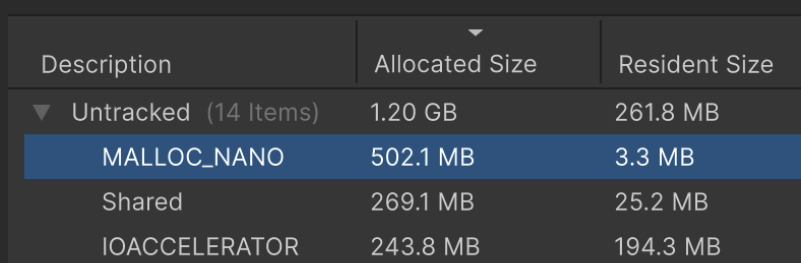 Description Allocated Size Resident Size
Untracked (14 Items) 1.20 GB 261.8 MB
MALLOC_NANO 502.1 MB 3.3 MB
Shared 269.1 MB 25.2 MB
IOACCELERATOR 243.8 MB 194.3 MB